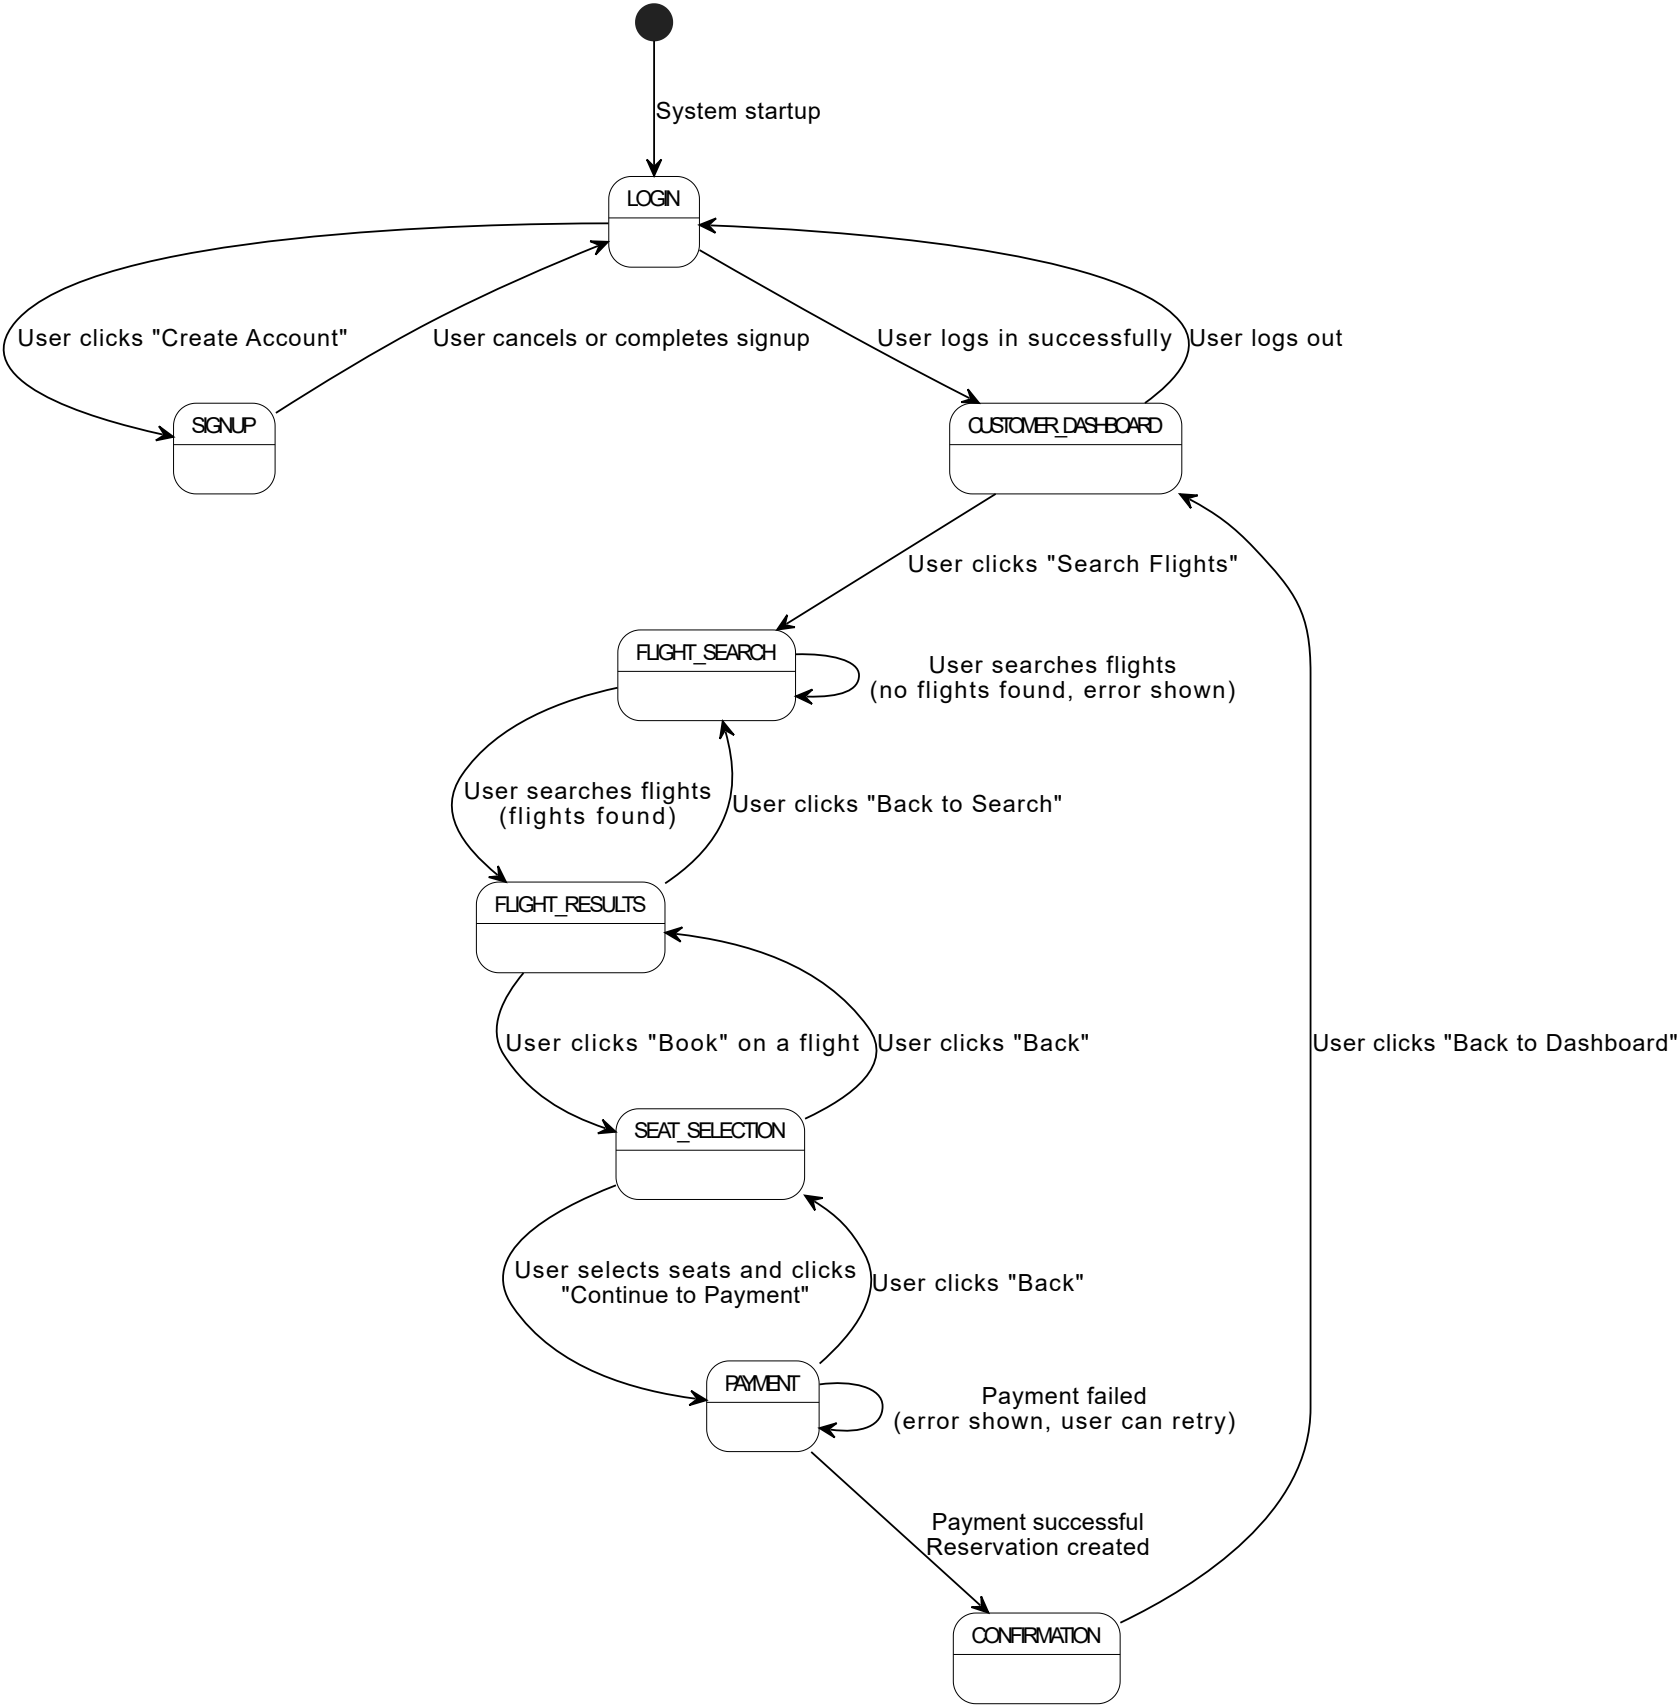 System startup
LOGIN
User clicks "Create Account"
User cancels or completes signup
User logs in successfully
User logs out
SIGNUP
CUSTOMER_DASHBOARD
User clicks "Search Flights"
FLIGHT_SEARCH
User searches flights
(no flights found, error shown)
User searches flights
(flights found)
User clicks "Back to Search"
FLIGHT_RESULTS
User clicks "Book" on a flight
User clicks "Back"
User clicks "Back to Dashboard"
SEAT_SELECTION
User selects seats and clicks
"Continue to Payment"
User clicks "Back"
PAYMENT
Payment failed
(error shown, user can retry)
Payment successful
Reservation created
CONFIRMATION